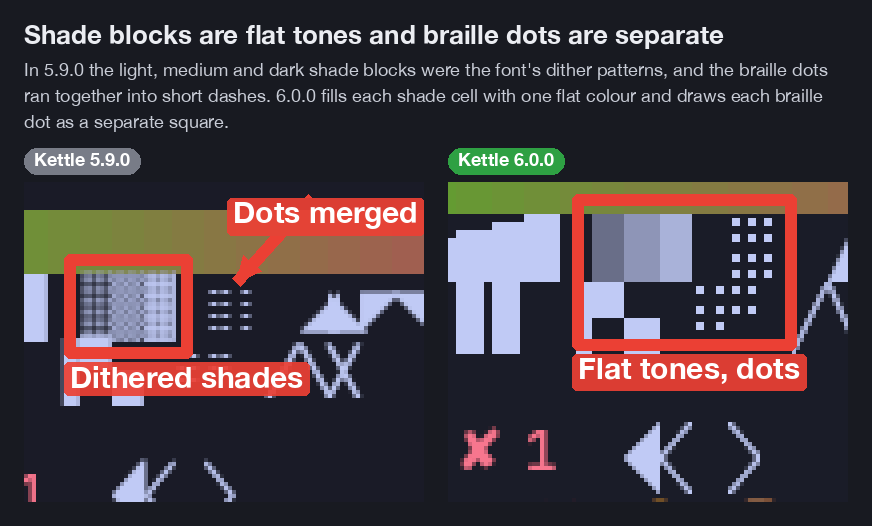 Shade blocks are flat tones and braille dots are separate
In 5.9.0 the light, medium and dark shade blocks were the font's dither patterns, and the braille dots
ran together into short dashes. 6.0.0 fills each shade cell with one flat colour and draws each braille
dot as a separate square.
Kettle 5.9.0
Kettle 6.0.0
Dots merged
Dithered shades
Flat tones, dots
1
× 1